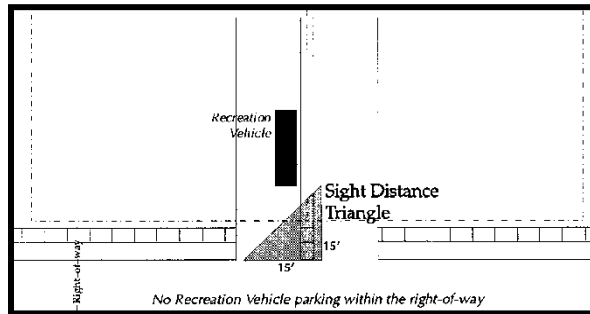 Recreation
Vehicle
Sight Distance
Triangle
15'
15'
Right-of-way
No Recreation Vehicle parking within the right-of-way